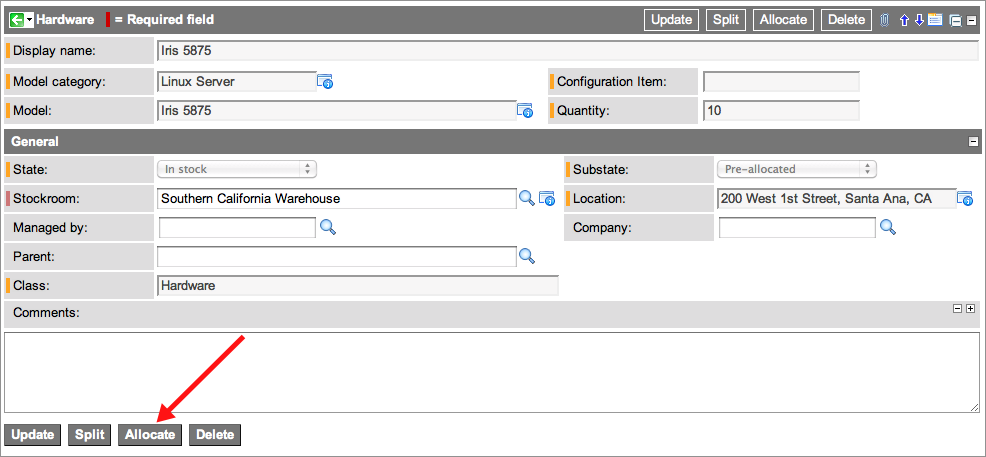 Hardware = Required field Update Split Allocate Delete
Display name: Iris 5875
Model category: Linux Server Configuration Item:
Model: Iris 5875 Quantity: 10
General
State: In stock Substate: Pre-allocated
Stockroom: Southern California Warehouse Location: 200 West 1st Street, Santa Ana, CA
Managed by: Company:
Parent:
Class: Hardware
Comments:
Update Split Allocate Delete